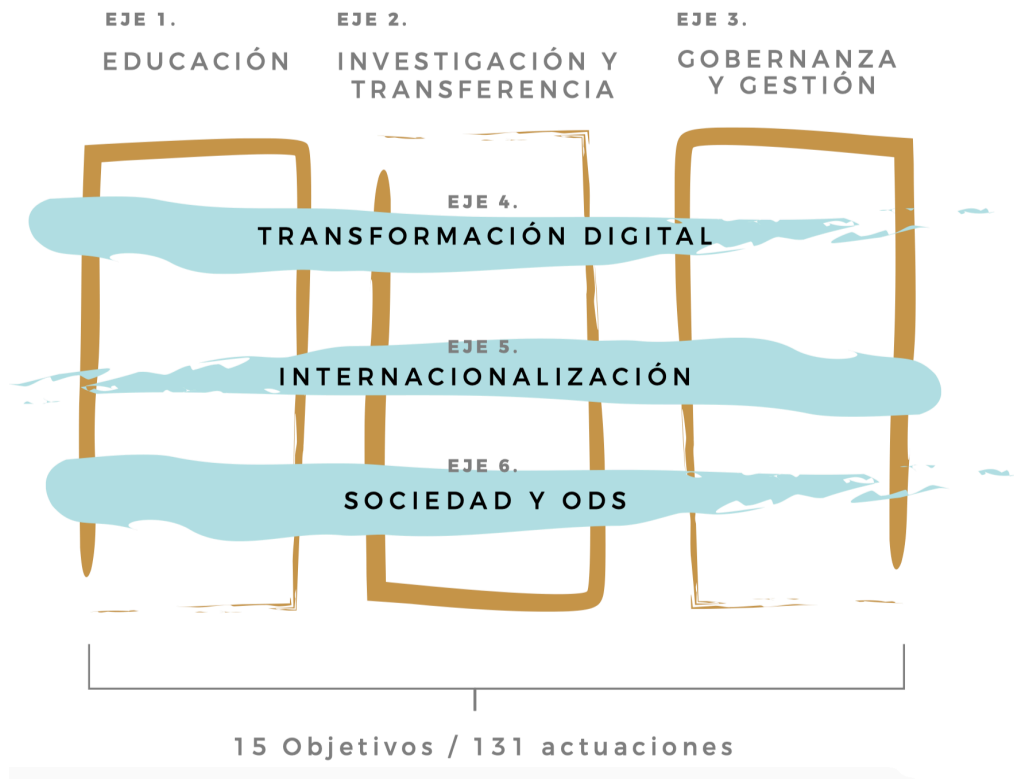 EJE 1.
EDUCACIÓN
EJE 2.
INVESTIGACIÓN Y
TRANSFERENCIA
EJE 3.
GOBERNANZA
Y GESTIÓN
EJE 4.
TRANSFORMACIÓN DIGITAL
EJE 5.
INTERNACIONALIZACIÓN
EJE 6.
SOCIEDAD Y ODS
15 Objetivos / 131 actuaciones